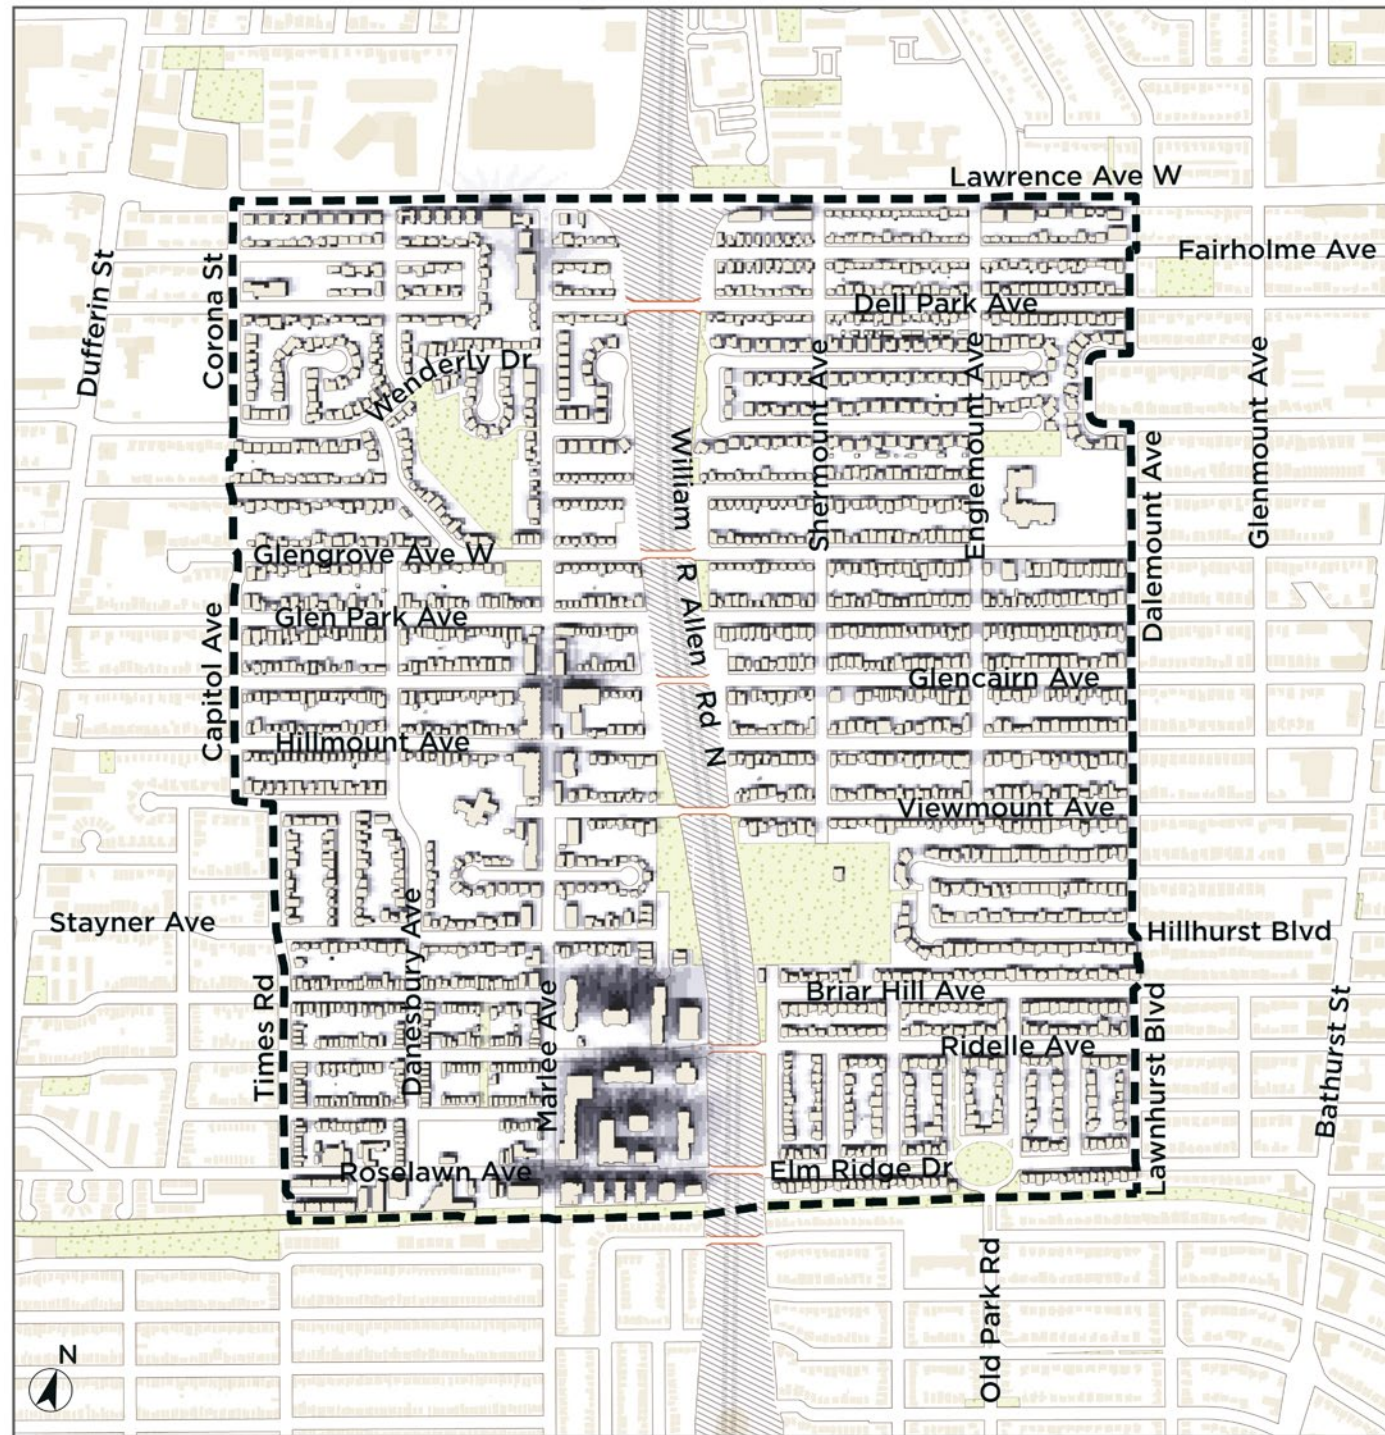 Lawrence Ave W
Fairholme Ave
Dufferin St
Corona St
Dell Park Ave
Wenderly Dr
Shermount Ave
Englemount Ave
Glenmount Ave
William R Allen Rd N
Dalemount Ave
Glengrove Ave W
Glen Park Ave
Capitol Ave
Glencairn Ave
Hillmount Ave
Viewmount Ave
Stayner Ave
Danesbury Ave
Hillhurst Blvd
Times Rd
Marlee Ave
Briar Hill Ave
Ridelle Ave
Lawnhurst Blvd
Bathurst St
Roselawn Ave
Elm Ridge Dr
Old Park Rd
N